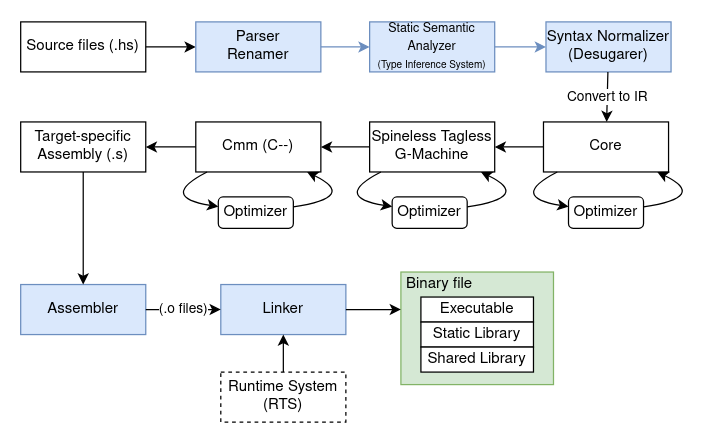 Source files (.hs)
Parser
Renamer
Static Semantic
Analyzer
(Type Inference System)
Syntax Normalizer
(Desugarer)
Convert to IR
Target-specific
Assembly (.s)
Cmm (C--)
Spineless Tagless
G-Machine
Core
Optimizer
Optimizer
Optimizer
Assembler
(.o files)
Linker
Binary file
Executable
Static Library
Shared Library
Runtime System
(RTS)